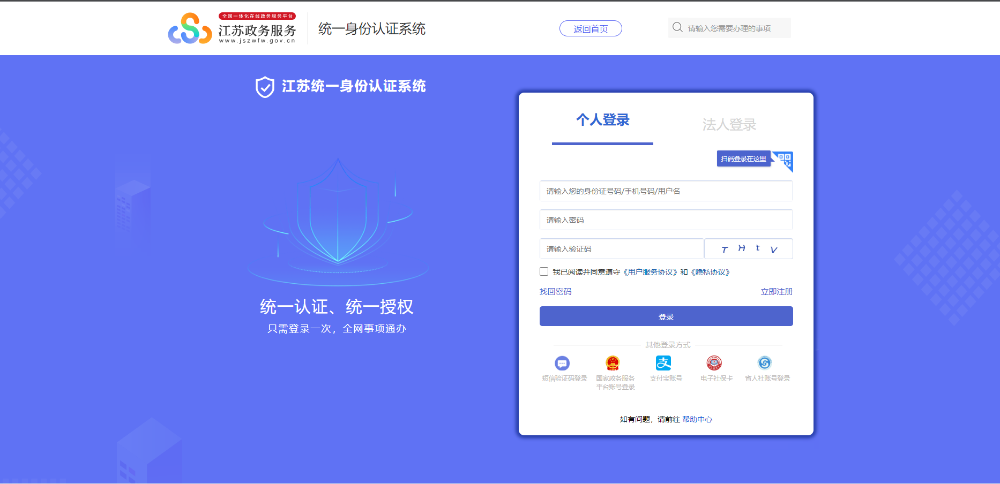 全国一体化在线政务服务平台
江苏政务服务
www.jszwfw.gov.cn
统一身份认证系统
返回首页
请输入您需要办理的事项
江苏统一身份认证系统
统一认证、统一授权
只需登录一次，全网事项通办
个人登录
法人登录
扫码登录在这里
请输入您的身份证号码/手机号码/用户名
请输入密码
请输入验证码
T H t V
我已阅读并同意遵守《用户服务协议》和《隐私协议》
找回密码
立即注册
登录
其他登录方式
短信验证码登录
国家政务服务
平台账号登录
支付宝账号
电子社保卡
省人社账号登录
如有问题，请前往 帮助中心